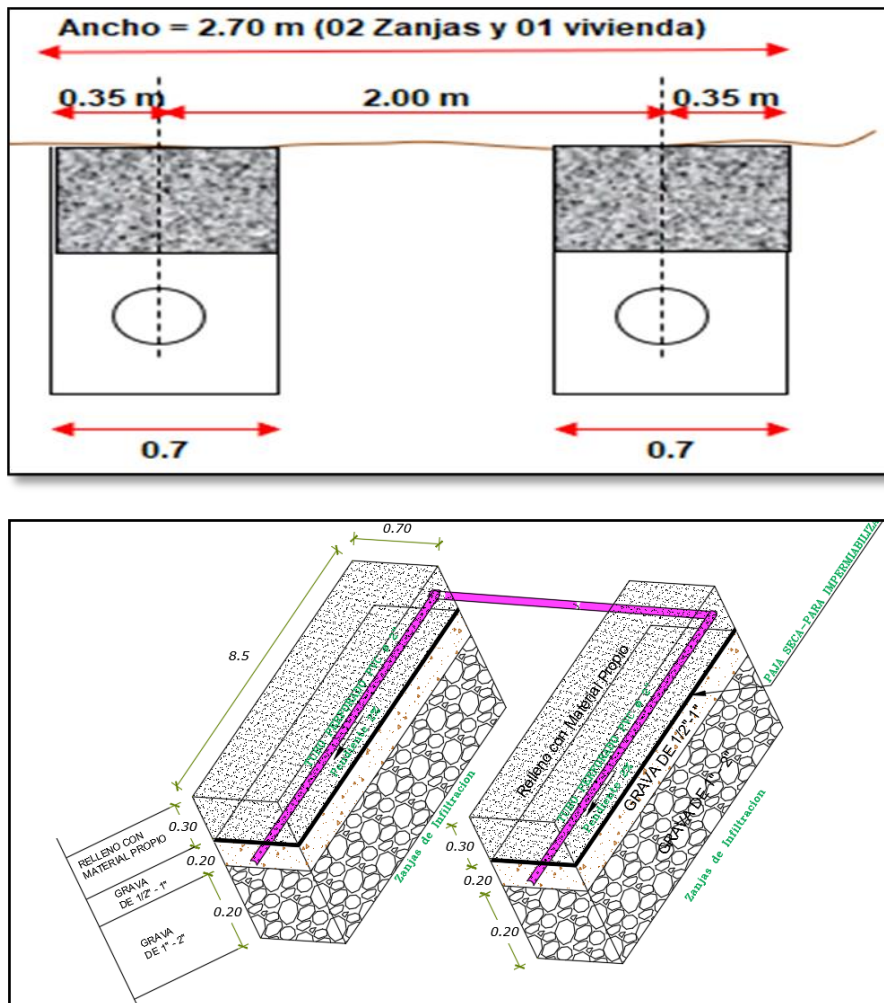 Ancho = 2.70 m (02 Zanjas y 01 vivienda)
0.35 m
2.00 m
0.35 m
0.7
0.7
0.70
8.5
PAJA SECA-PARA IMPERMIABILIZA
Pendiente 2%
Relleno con Material Propio
GRAVA DE 1/2"-1"
GRAVA DE 1" - 2"
Zanjas de Infiltracion
Zanjas de Infiltracion
0.30
0.20
0.20
0.30
0.20
0.20
RELLENO CON
MATERIAL PROPIO
GRAVA
DE 1/2" - 1"
GRAVA
DE 1" - 2"